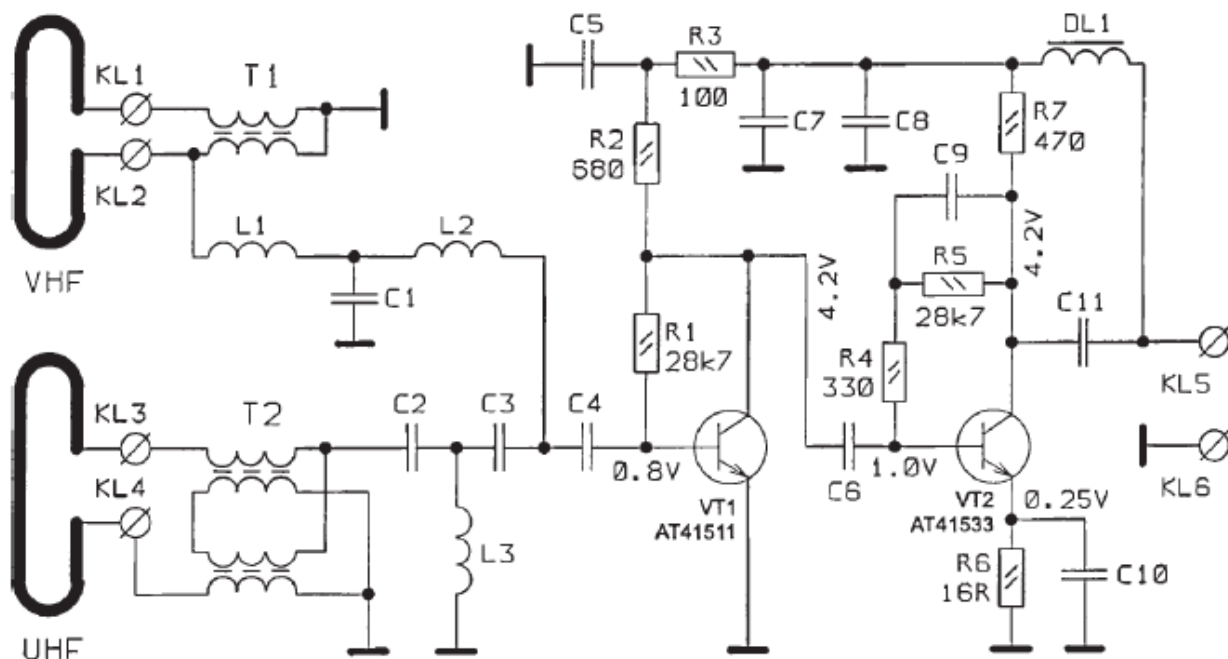 VHF
KL1
KL2
T1
L1
C1
L2
UHF
KL3
KL4
T2
C2
L3
C3
C4
C5
R3
100
R2
680
R1
28k7
0.8V
VT1
AT41511
C7
C8
4.2V
C6
1.0V
R4
330
C9
R5
28k7
DL1
R7
470
4.2V
C11
VT2
AT41533
0.25V
R6
16R
C10
KL5
KL6